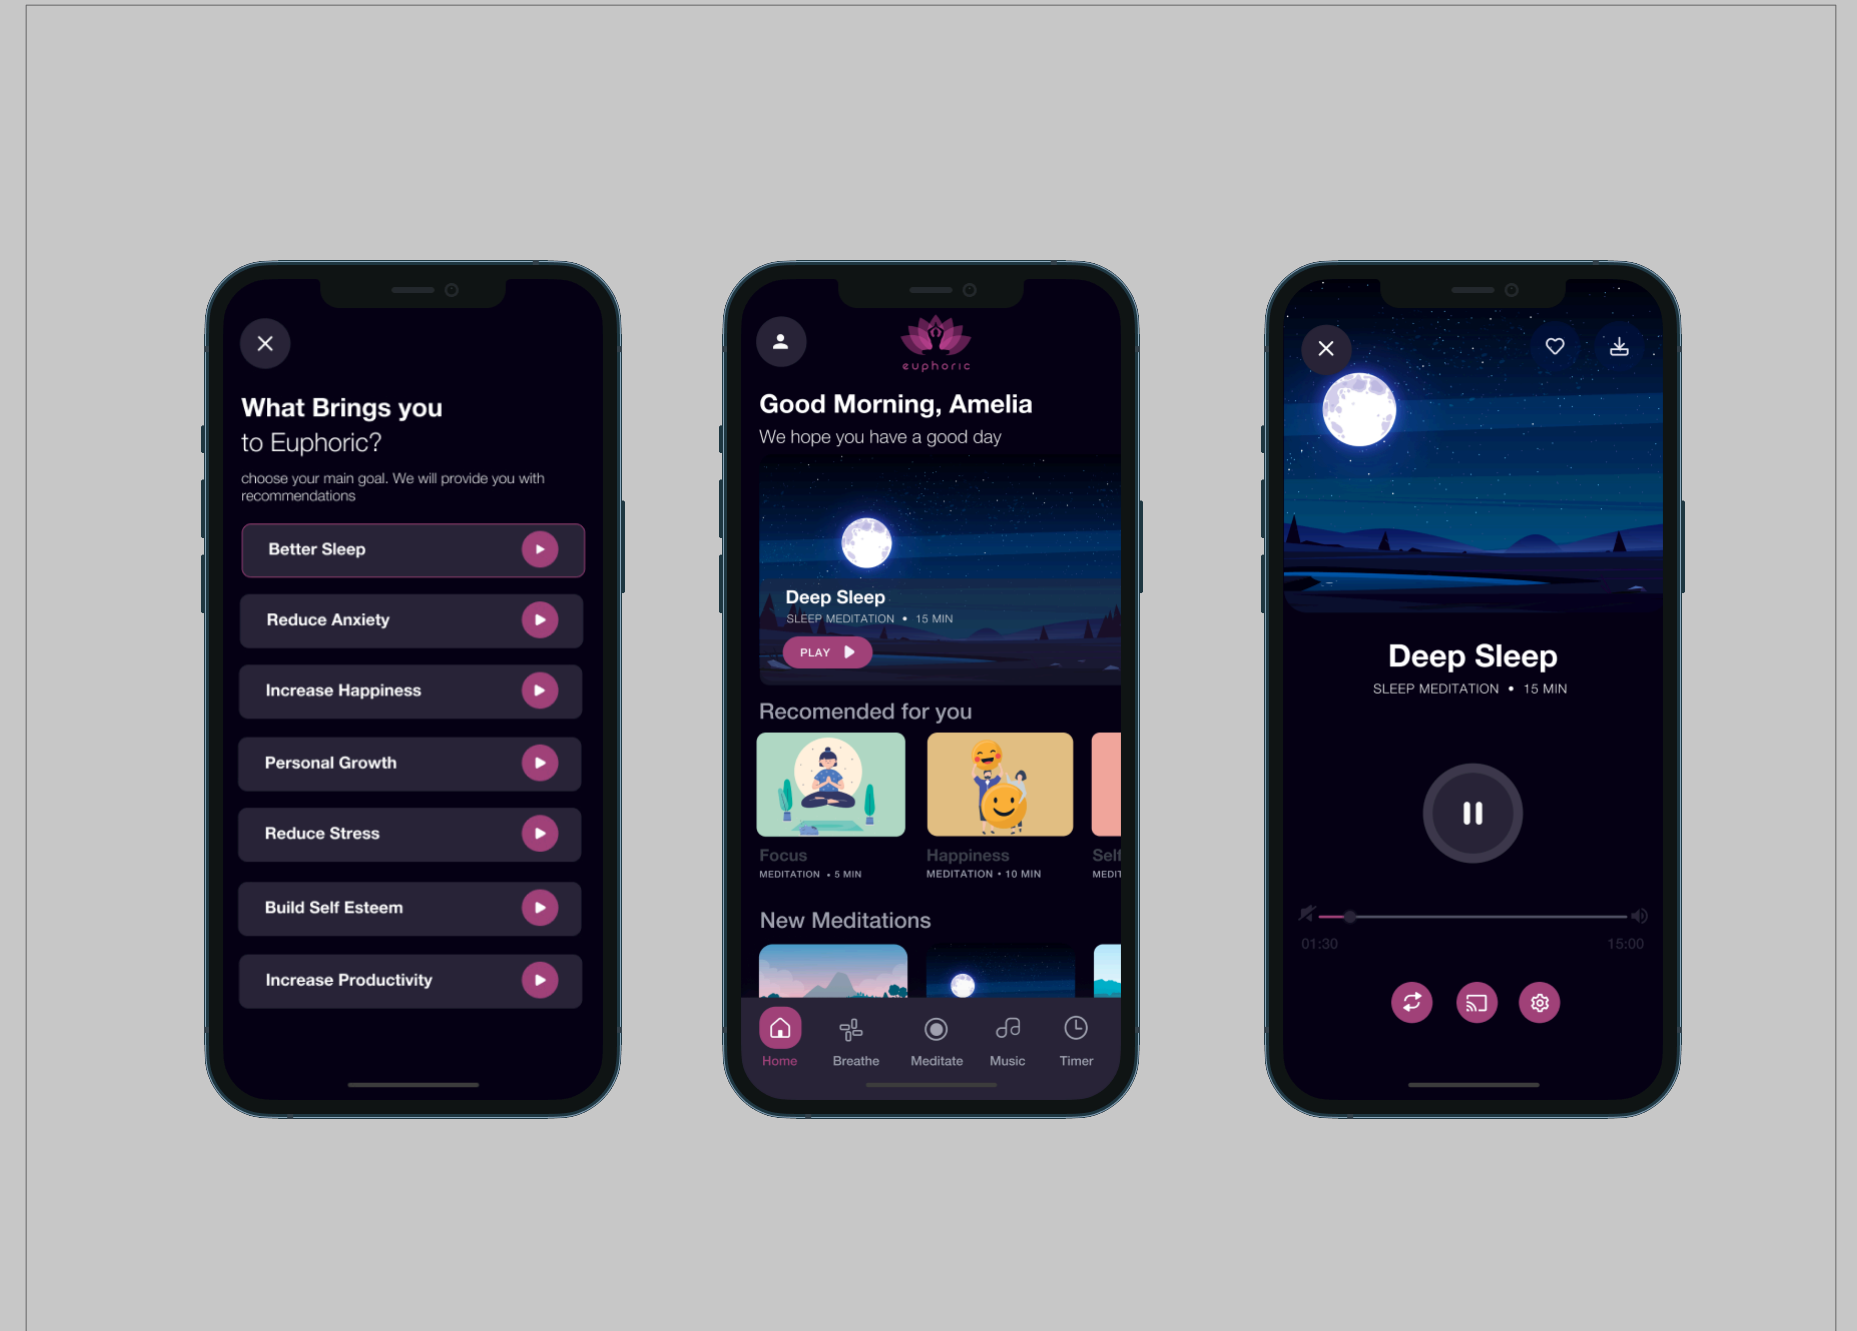 What Brings you
to Euphoric?
choose your main goal. We will provide you with
recommendations
Better Sleep
Reduce Anxiety
Increase Happiness
Personal Growth
Reduce Stress
Build Self Esteem
Increase Productivity
euphoric
Good Morning, Amelia
We hope you have a good day
Deep Sleep
SLEEP MEDITATION • 15 MIN
PLAY
Recomended for you
Focus
MEDITATION • 5 MIN
Happiness
MEDITATION • 10 MIN
Self
MEDIT
New Meditations
Home
Breathe
Meditate
Music
Timer
Deep Sleep
SLEEP MEDITATION • 15 MIN
01:30
15:00